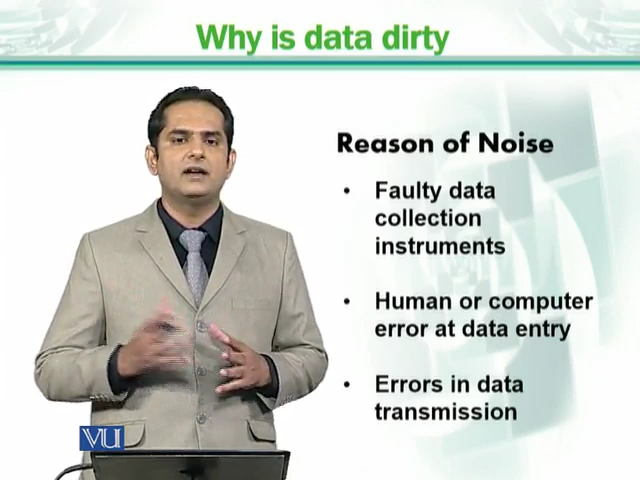 Why is data dirty
Reason of Noise
• Faulty data
collection
instruments
• Human or computer
error at data entry
• Errors in data
transmission
VU